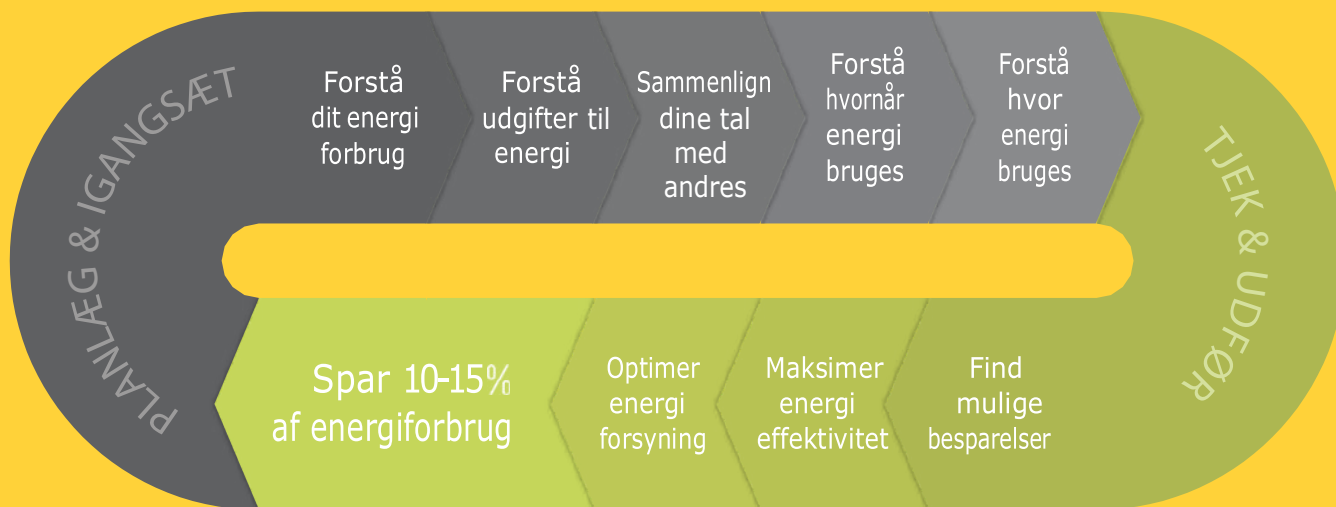 PLANLÆG & IGANGSÆT
Forstå
dit energi
forbrug
Forstå
udgifter til
energi
Sammenlign
dine tal
med
andres
Forstå
hvornår
energi
bruges
Forstå
hvor
energi
bruges
TJEK & UDFØR
Find
mulige
besparelser
Maksimer
energi
effektivitet
Optimer
energi
forsyning
Spar 10-15%
af energiforbrug